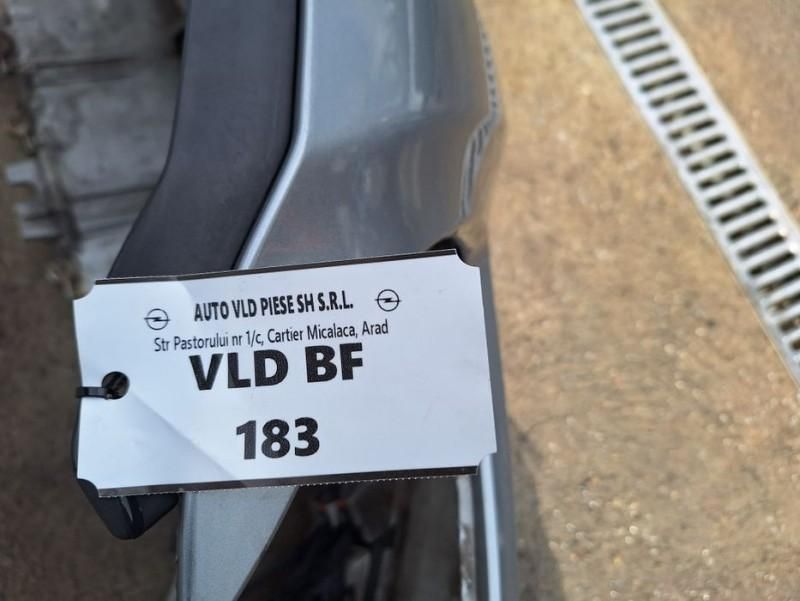 AUTO VLD PIESE SH S.R.L.
Str Pastorului nr 1/c, Cartier Micalaca, Arad
VLD BF
183